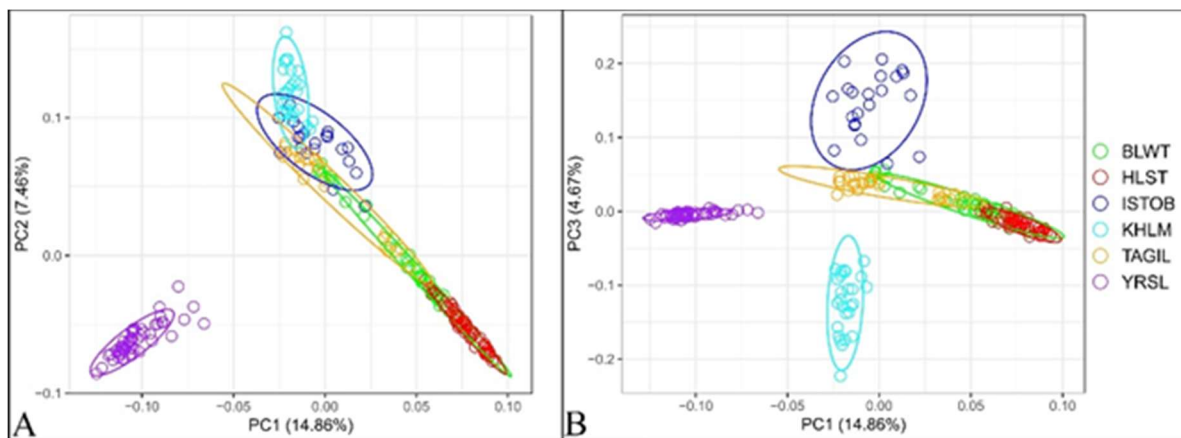 0.1
0.0
−0.1
PC2 (7.46%)
−0.10
−0.05
0.00
0.05
0.10
PC1 (14.86%)
A
0.2
0.1
0.0
−0.1
−0.2
PC3 (4.67%)
−0.10
−0.05
0.00
0.05
0.10
PC1 (14.86%)
B
BLWT
HLST
ISTOB
KHLM
TAGIL
YRSL